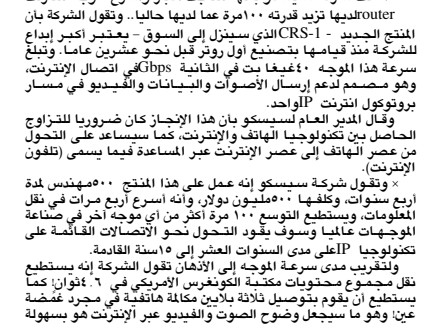 routerلديها تزيد قدرته ١٠٠مرة عما لديها حاليا.. وتقول الشركة بأن
المنتج الجديد - CRS-1 الذي سينزل إلى السوق – يعتبر أكبر إبداع
للشركة منذ قيامها بتصنيع أول روتر قبل نحو عشرين عاما. وتبلغ
سرعة هذا الموجه ٤٠غيغا بت في الثانية Gbpsفي اتصال الإنترنت،
وهو مصمم لدعم إرسال الأصوات والبيانات والفيديو في مسار
بروتوكول انترنت IPواحد.
وقال المدير العام لسيسكو بأن هذا الإنجاز كان ضروريا للتزاوج
الحاصل بين تكنولوجيا الهاتف والإنترنت، كما سيساعد على التحول
من عصر الهاتف إلى عصر الإنترنت عبر المساعدة فيما يسمى (تلفون
الإنترنت).
× وتقول شركة سيسكو إنه عمل على هذا المنتج ٥٠٠مهندس لمدة
أربع سنوات، وكلفها ٥٠٠مليون دولار، وأنه أسرع أربع مرات في نقل
المعلومات، ويستطيع التوسع ١٠٠ مرة أكثر من أي موجه آخر في صناعة
الموجهات عالميا وسوف يقود التحول نحو الاتصالات القائمة على
تكنولوجيا IPعلى مدى السنوات العشر إلى ١٥سنة القادمة.
ولتقريب مدى سرعة الموجه إلى الأذهان تقول الشركة إنه يستطيع
نقل مجموع محتويات مكتبة الكونغرس الأمريكي في ٤.٦ ثوان! كما
يستطيع أن يقوم بتوصيل ثلاثة بلايين مكالمة هاتفية في مجرد غمضة
عين! وهو ما سيجعل وضوح الصوت والفيديو عبر الإنترنت هو بسهولة